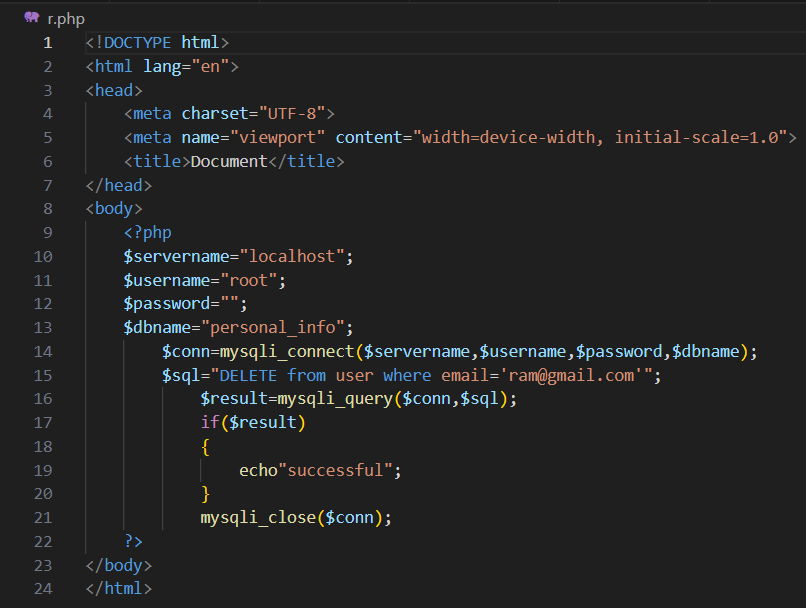 r.php
1 <!DOCTYPE html>
2 <html lang="en">
3 <head>
4     <meta charset="UTF-8">
5     <meta name="viewport" content="width=device-width, initial-scale=1.0">
6     <title>Document</title>
7 </head>
8 <body>
9     <?php
10     $servername="localhost";
11     $username="root";
12     $password="";
13     $dbname="personal_info";
14         $conn=mysqli_connect($servername,$username,$password,$dbname);
15         $sql="DELETE from user where email='ram@gmail.com'";
16             $result=mysqli_query($conn,$sql);
17             if($result)
18             {
19                 echo"successful";
20             }
21             mysqli_close($conn);
22     ?>
23 </body>
24 </html>